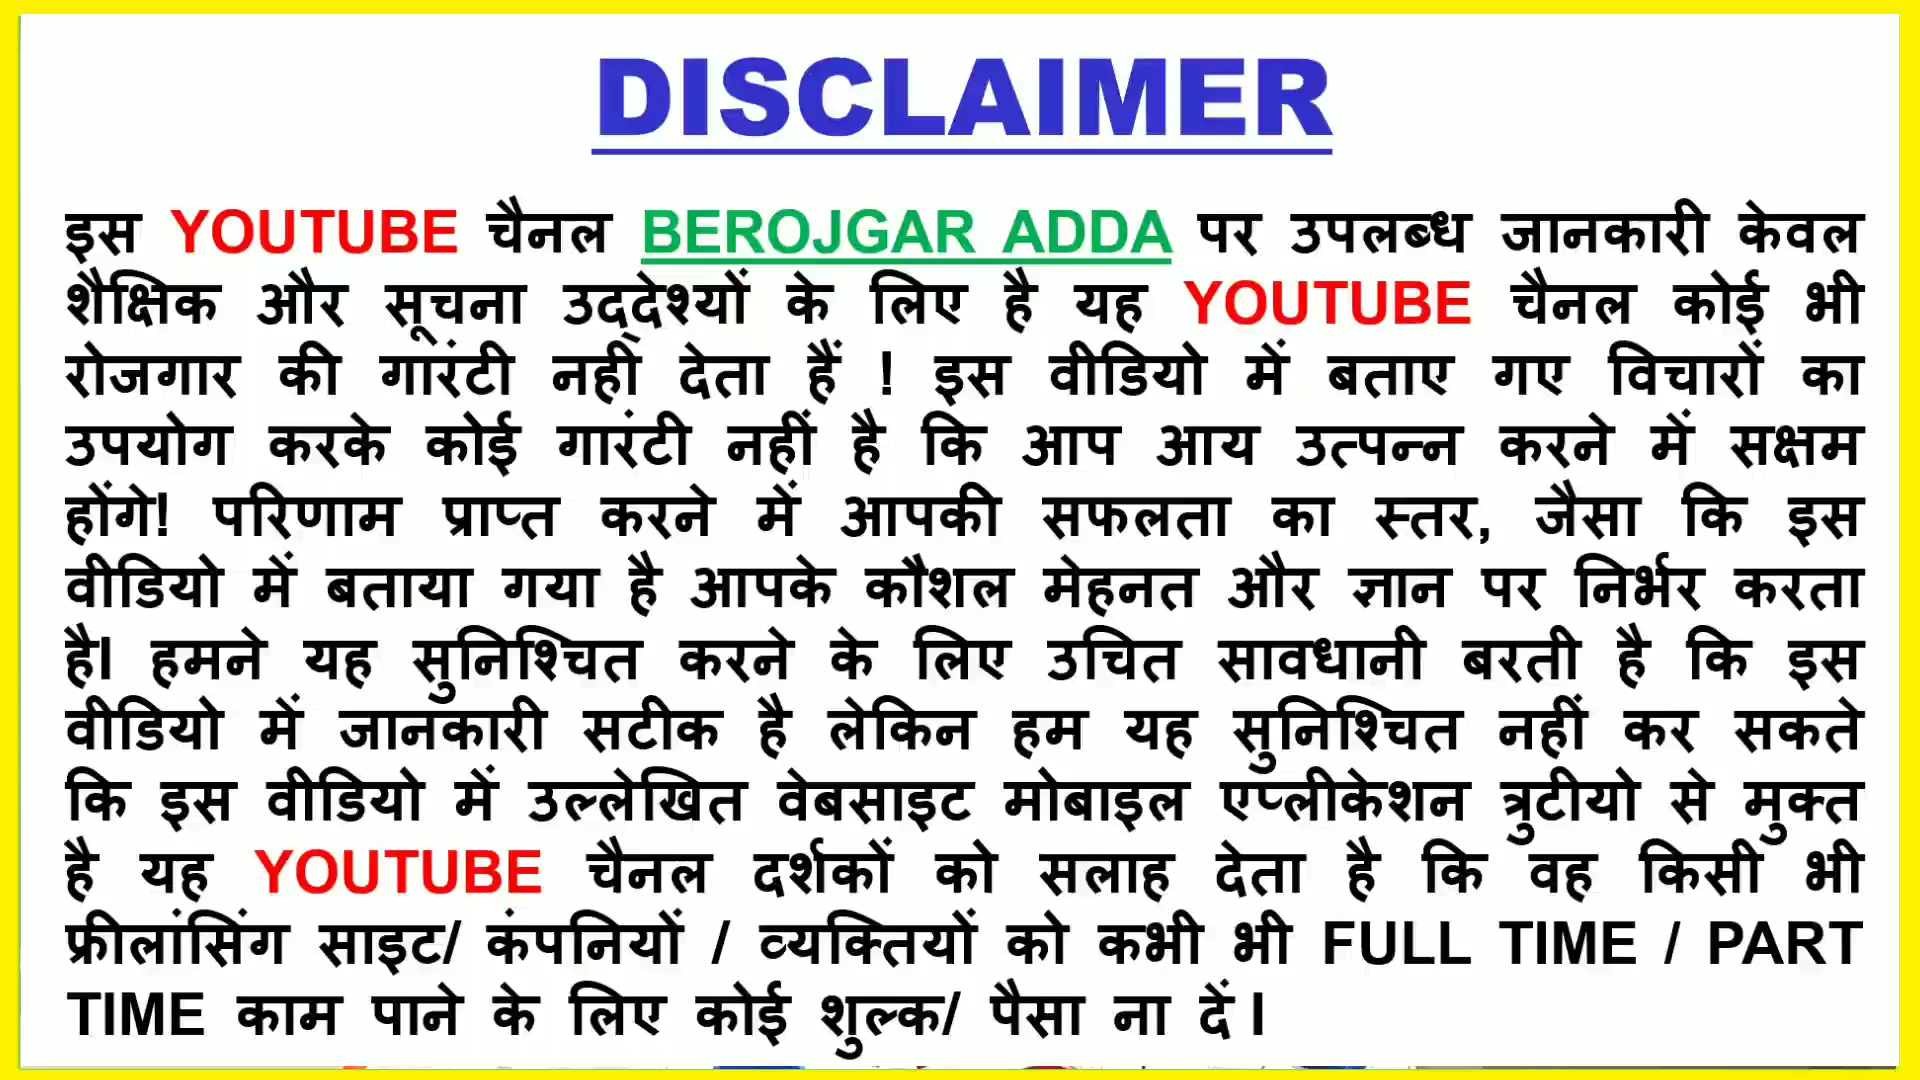 DISCLAIMER
इस YOUTUBE चैनल BEROJGAR ADDA पर उपलब्ध जानकारी केवल
शैक्षिक और सूचना उद्देश्यों के लिए है यह YOUTUBE चैनल कोई भी
रोजगार की गारंटी नहीं देता हैं ! इस वीडियो में बताए गए विचारों का
उपयोग करके कोई गारंटी नहीं है कि आप आय उत्पन्न करने में सक्षम
होंगे! परिणाम प्राप्त करने में आपकी सफलता का स्तर, जैसा कि इस
वीडियो में बताया गया है आपके कौशल मेहनत और ज्ञान पर निर्भर करता
है। हमने यह सुनिश्चित करने के लिए उचित सावधानी बरती है कि इस
वीडियो में जानकारी सटीक है लेकिन हम यह सुनिश्चित नहीं कर सकते
कि इस वीडियो में उल्लेखित वेबसाइट मोबाइल एप्लीकेशन त्रुटीयो से मुक्त
है यह YOUTUBE चैनल दर्शकों को सलाह देता है कि वह किसी भी
फ्रीलांसिंग साइट/ कंपनियों / व्यक्तियों को कभी भी FULL TIME / PART
TIME काम पाने के लिए कोई शुल्क/ पैसा ना दें।